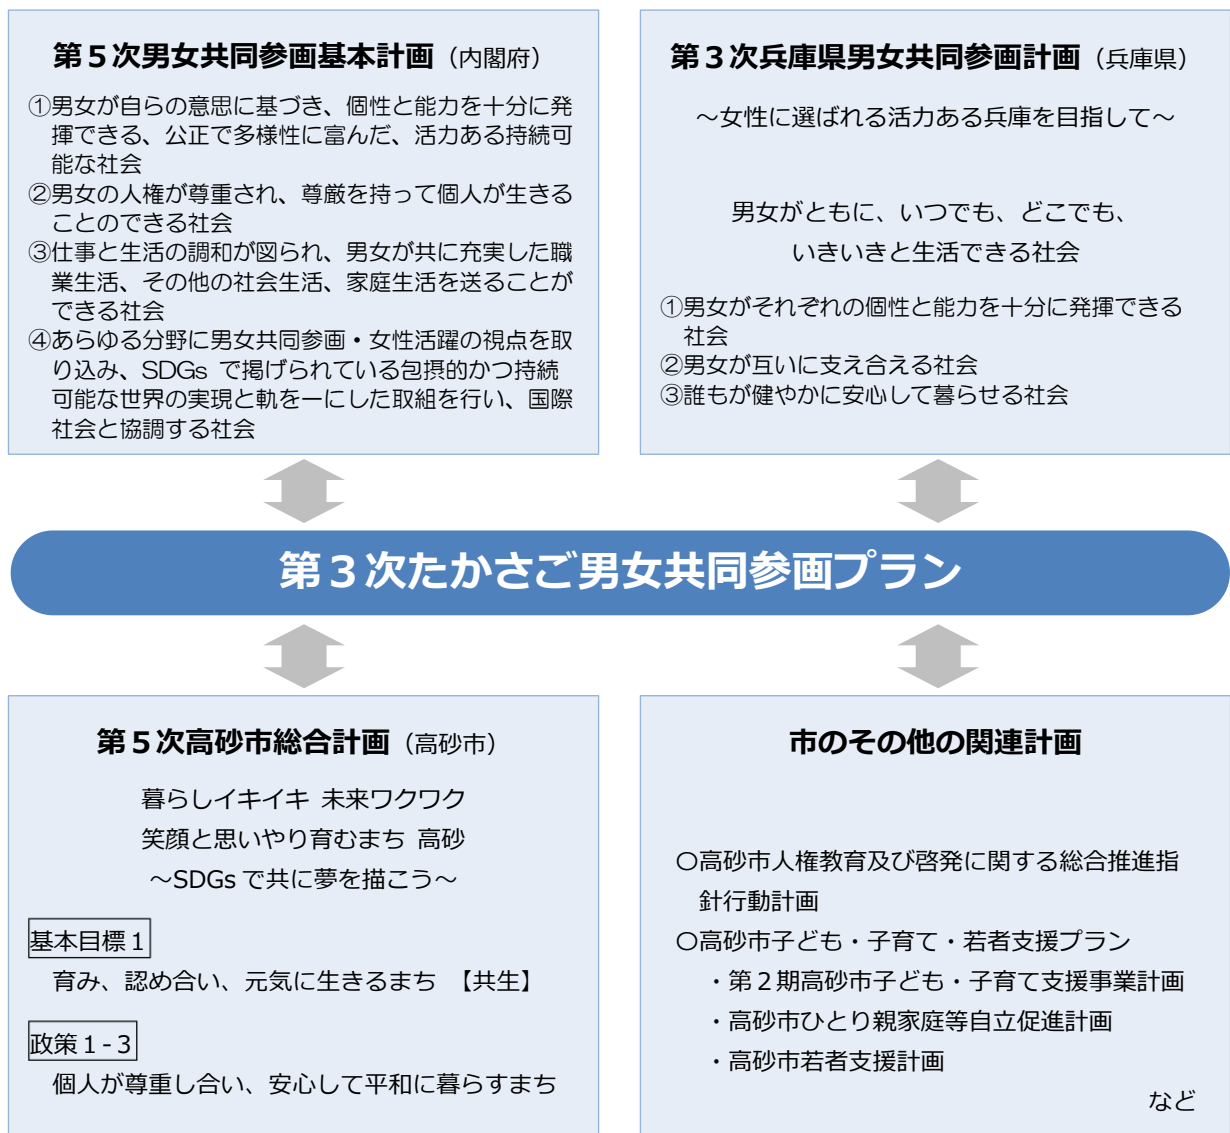 第５次男女共同参画基本計画（内閣府）
①男女が自らの意思に基づき、個性と能力を十分に発
揮できる、公正で多様性に富んだ、活力ある持続可
能な社会
②男女の人権が尊重され、尊厳を持って個人が生きる
ことのできる社会
③仕事と生活の調和が図られ、男女が共に充実した職
業生活、その他の社会生活、家庭生活を送ることが
できる社会
④あらゆる分野に男女共同参画・女性活躍の視点を取
り込み、SDGs で掲げられている包摂的かつ持続
可能な世界の実現と軌を一にした取組を行い、国際
社会と協調する社会
第３次兵庫県男女共同参画計画（兵庫県）
～女性に選ばれる活力ある兵庫を目指して～
男女がともに、いつでも、どこでも、
いきいきと生活できる社会
①男女がそれぞれの個性と能力を十分に発揮できる
社会
②男女が互いに支え合える社会
③誰もが健やかに安心して暮らせる社会
第３次たかさご男女共同参画プラン
第５次高砂市総合計画（高砂市）
暮らしイキイキ 未来ワクワク
笑顔と思いやり育むまち 高砂
～SDGs で共に夢を描こう～
基本目標１
育み、認め合い、元気に生きるまち 【共生】
政策１-３
個人が尊重し合い、安心して平和に暮らすまち
市のその他の関連計画
〇高砂市人権教育及び啓発に関する総合推進指
針行動計画
〇高砂市子ども・子育て・若者支援プラン
・第２期高砂市子ども・子育て支援事業計画
・高砂市ひとり親家庭等自立促進計画
・高砂市若者支援計画
など